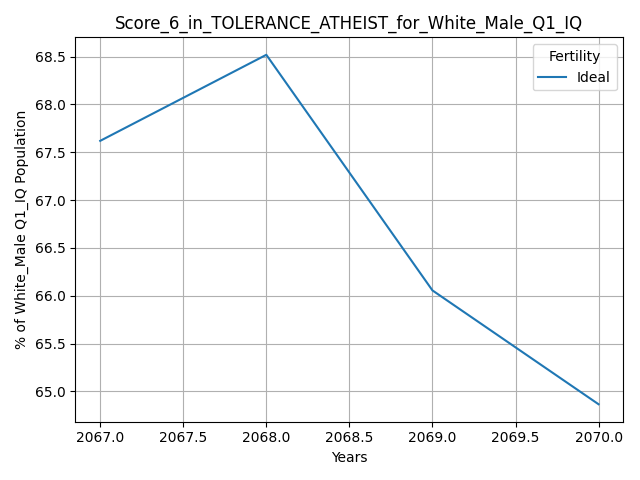 Score_6_in_TOLERANCE_ATHEIST_for_White_Male_Q1_IQ
Fertility
Ideal
% of White_Male Q1_IQ Population
68.5
68.0
67.5
67.0
66.5
66.0
65.5
65.0
2067.0 2067.5 2068.0 2068.5 2069.0 2069.5 2070.0
Years